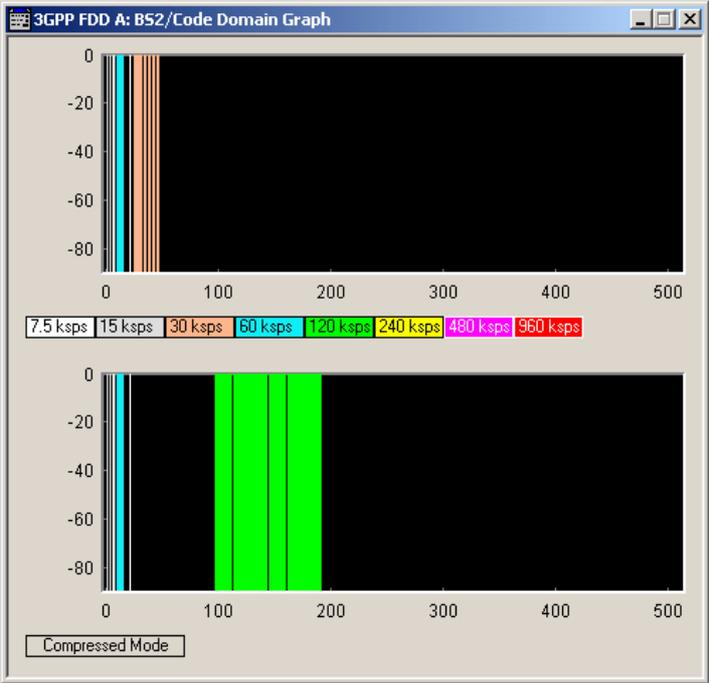 3GPP FDD A: BS2/Code Domain Graph
0
-20
-40
-60
-80
0 100 200 300 400 500
7.5 ksps 15 ksps 30 ksps 60 ksps 120 ksps 240 ksps 480 ksps 960 ksps
0
-20
-40
-60
-80
0 100 200 300 400 500
Compressed Mode